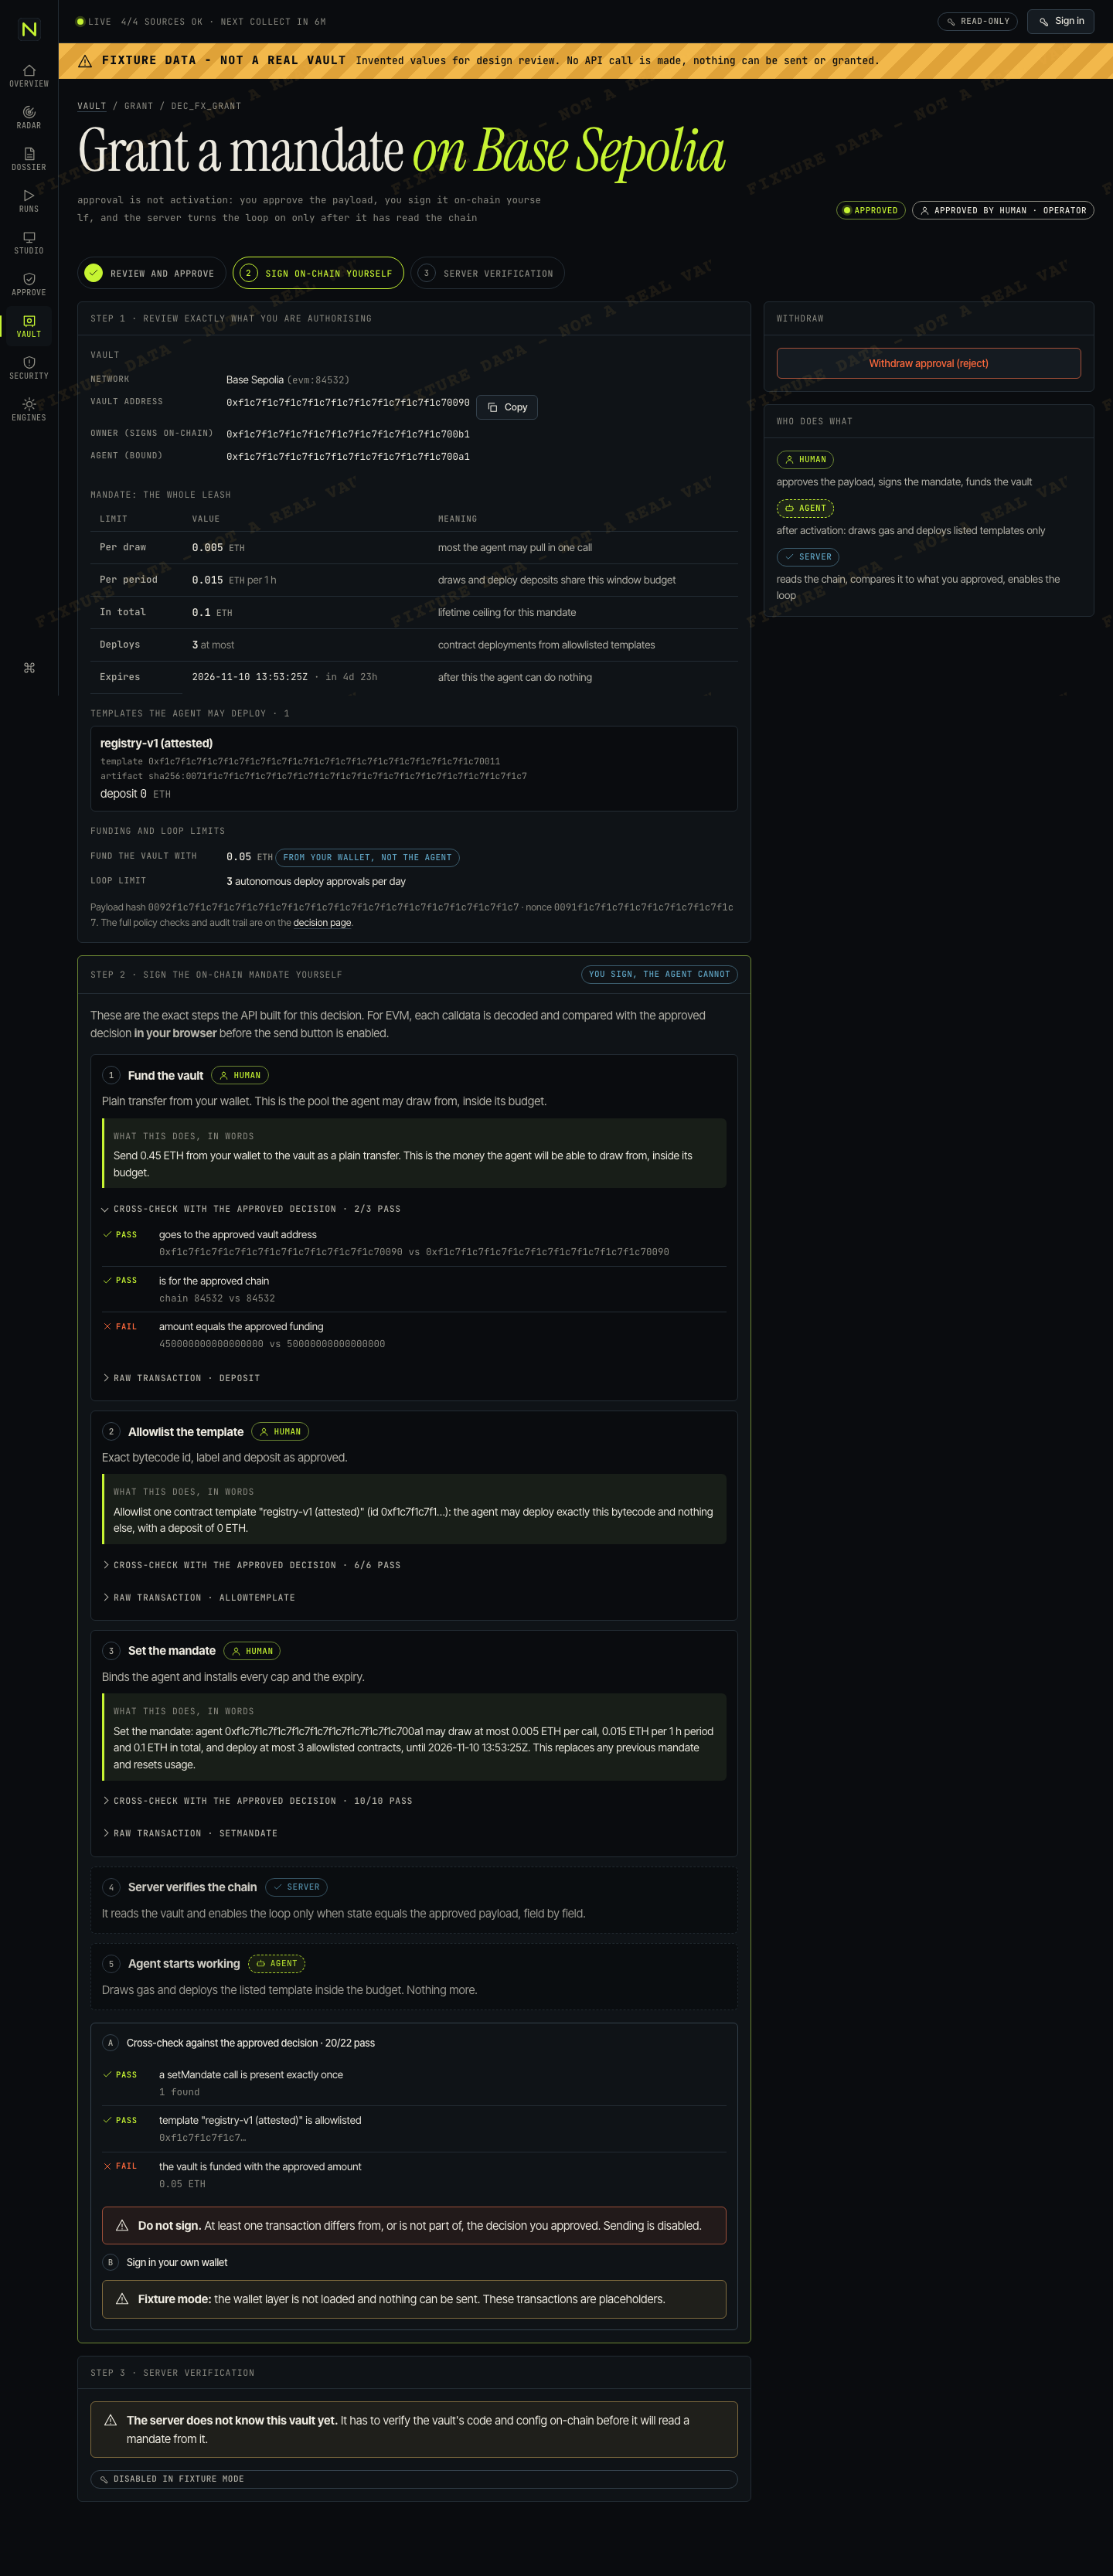 LIVE 4/4 SOURCES OK · NEXT COLLECT IN 6M
READ-ONLY
Sign in
FIXTURE DATA - NOT A REAL VAULT Invented values for design review. No API call is made, nothing can be sent or granted.
OVERVIEW
RADAR
DOSSIER
RUNS
STUDIO
APPROVE
VAULT
SECURITY
ENGINES
VAULT / GRANT / DEC_FX_GRANT
Grant a mandate on Base Sepolia
approval is not activation: you approve the payload, you sign it on-chain yourse
lf, and the server turns the loop on only after it has read the chain
APPROVED
APPROVED BY HUMAN · OPERATOR
REVIEW AND APPROVE
2 SIGN ON-CHAIN YOURSELF
3 SERVER VERIFICATION
STEP 1 · REVIEW EXACTLY WHAT YOU ARE AUTHORISING
VAULT
NETWORK Base Sepolia (evm:84532)
VAULT ADDRESS 0xf1c7f1c7f1c7f1c7f1c7f1c7f1c7f1c7f1c70090 Copy
OWNER (SIGNS ON-CHAIN) 0xf1c7f1c7f1c7f1c7f1c7f1c7f1c7f1c7f1c700b1
AGENT (BOUND) 0xf1c7f1c7f1c7f1c7f1c7f1c7f1c7f1c7f1c700a1
MANDATE: THE WHOLE LEASH
LIMIT VALUE MEANING
Per draw 0.005 ETH most the agent may pull in one call
Per period 0.015 ETH per 1 h draws and deploy deposits share this window budget
In total 0.1 ETH lifetime ceiling for this mandate
Deploys 3 at most contract deployments from allowlisted templates
Expires 2026-11-10 13:53:25Z · in 4d 23h after this the agent can do nothing
TEMPLATES THE AGENT MAY DEPLOY · 1
registry-v1 (attested)
deposit 0 ETH
FUNDING AND LOOP LIMITS
FUND THE VAULT WITH 0.05 ETH FROM YOUR WALLET, NOT THE AGENT
LOOP LIMIT 3 autonomous deploy approvals per day
7. The full policy checks and audit trail are on the decision page.
WITHDRAW
Withdraw approval (reject)
WHO DOES WHAT
HUMAN
approves the payload, signs the mandate, funds the vault
AGENT
after activation: draws gas and deploys listed templates only
SERVER
reads the chain, compares it to what you approved, enables the
loop
STEP 2 · SIGN THE ON-CHAIN MANDATE YOURSELF
YOU SIGN, THE AGENT CANNOT
These are the exact steps the API built for this decision. For EVM, each calldata is decoded and compared with the approved
decision in your browser before the send button is enabled.
1 Fund the vault HUMAN
Plain transfer from your wallet. This is the pool the agent may draw from, inside its budget.
WHAT THIS DOES, IN WORDS
Send 0.45 ETH from your wallet to the vault as a plain transfer. This is the money the agent will be able to draw from, inside its
budget.
CROSS-CHECK WITH THE APPROVED DECISION · 2/3 PASS
PASS goes to the approved vault address
0xf1c7f1c7f1c7f1c7f1c7f1c7f1c7f1c7f1c70090 vs 0xf1c7f1c7f1c7f1c7f1c7f1c7f1c7f1c7f1c70090
PASS is for the approved chain
chain 84532 vs 84532
FAIL amount equals the approved funding
450000000000000000 vs 50000000000000000
RAW TRANSACTION · DEPOSIT
2 Allowlist the template HUMAN
Exact bytecode id, label and deposit as approved.
WHAT THIS DOES, IN WORDS
Allowlist one contract template "registry-v1 (attested)" (id 0xf1c7f1c7f1…): the agent may deploy exactly this bytecode and nothing
else, with a deposit of 0 ETH.
CROSS-CHECK WITH THE APPROVED DECISION · 6/6 PASS
RAW TRANSACTION · ALLOWTEMPLATE
3 Set the mandate HUMAN
Binds the agent and installs every cap and the expiry.
WHAT THIS DOES, IN WORDS
Set the mandate: agent 0xf1c7f1c7f1c7f1c7f1c7f1c7f1c7f1c7f1c700a1 may draw at most 0.005 ETH per call, 0.015 ETH per 1 h period
and 0.1 ETH in total, and deploy at most 3 allowlisted contracts, until 2026-11-10 13:53:25Z. This replaces any previous mandate
and resets usage.
CROSS-CHECK WITH THE APPROVED DECISION · 10/10 PASS
RAW TRANSACTION · SETMANDATE
4 Server verifies the chain SERVER
It reads the vault and enables the loop only when state equals the approved payload, field by field.
5 Agent starts working AGENT
Draws gas and deploys the listed template inside the budget. Nothing more.
A Cross-check against the approved decision · 20/22 pass
PASS a setMandate call is present exactly once
1 found
PASS template "registry-v1 (attested)" is allowlisted
0xf1c7f1c7f1c7…
FAIL the vault is funded with the approved amount
0.05 ETH
Do not sign. At least one transaction differs from, or is not part of, the decision you approved. Sending is disabled.
B Sign in your own wallet
Fixture mode: the wallet layer is not loaded and nothing can be sent. These transactions are placeholders.
STEP 3 · SERVER VERIFICATION
The server does not know this vault yet. It has to verify the vault's code and config on-chain before it will read a
mandate from it.
DISABLED IN FIXTURE MODE